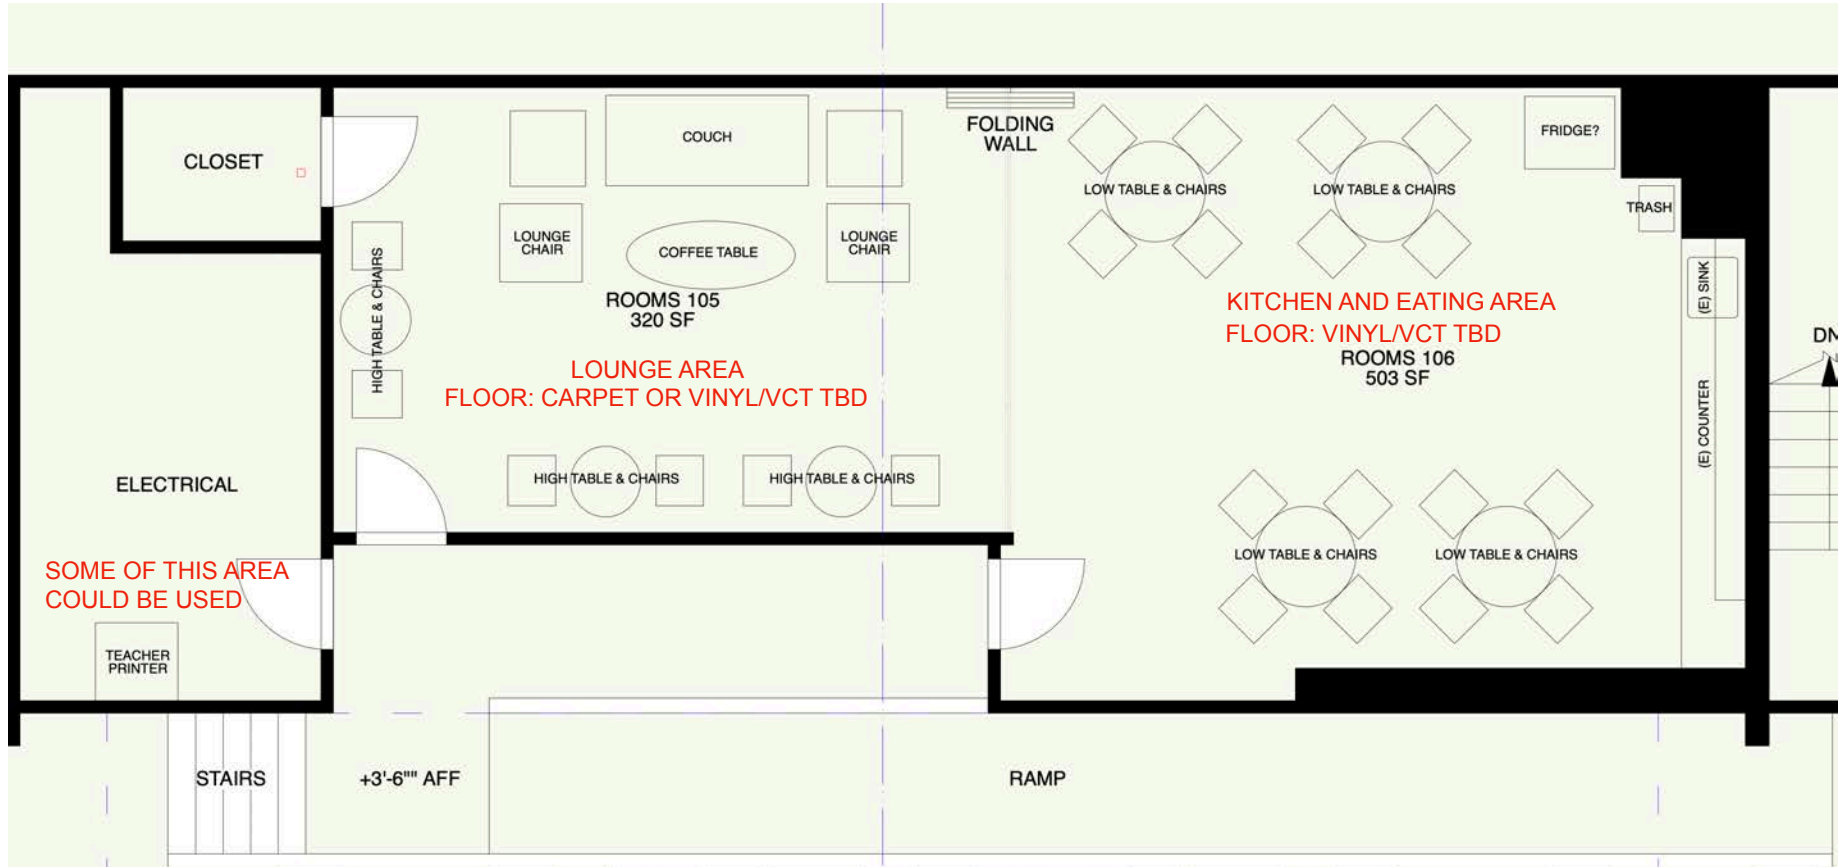 CLOSET
COUCH
FOLDING
WALL
FRIDGE?
LOW TABLE & CHAIRS
LOW TABLE & CHAIRS
TRASH
LOUNGE
CHAIR
COFFEE TABLE
LOUNGE
CHAIR
HIGH TABLE & CHAIRS
ROOMS 105
320 SF
LOUNGE AREA
FLOOR: CARPET OR VINYL/VCT TBD
KITCHEN AND EATING AREA
FLOOR: VINYL/VCT TBD
ROOMS 106
503 SF
(E) SINK
(E) COUNTER
DN
ELECTRICAL
HIGH TABLE & CHAIRS
HIGH TABLE & CHAIRS
LOW TABLE & CHAIRS
LOW TABLE & CHAIRS
SOME OF THIS AREA
COULD BE USED
TEACHER
PRINTER
STAIRS
+3'-6"" AFF
RAMP